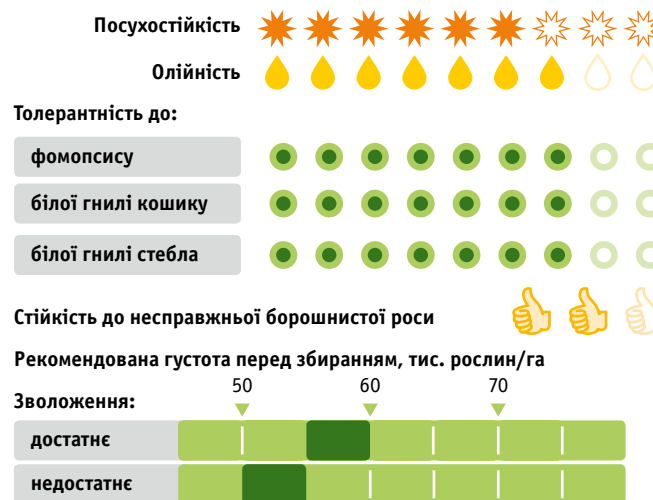 Посухостійкість
Олійність
Толерантність до:
фомопсису
білої гнилі кошику
білої гнилі стебла
Стійкість до несправжньої борошнистої роси
Рекомендована густота перед збиранням, тис. рослин/га
50 60 70
Зволоження:
достатнє
недостатнє